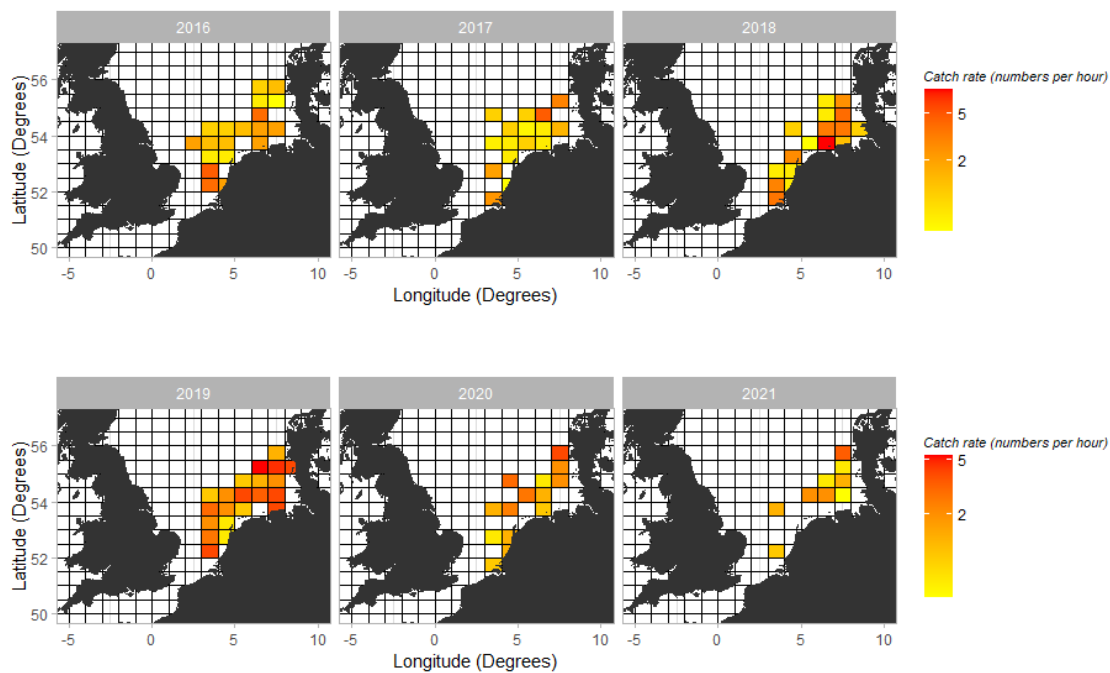 2016 2017 2018
Latitude (Degrees)
56
54
52
50
-5 0 5 10 -5 0 5 10 -5 0 5 10
Longitude (Degrees)
Catch rate (numbers per hour)
5
2
2019 2020 2021
Latitude (Degrees)
56
54
52
50
-5 0 5 10 -5 0 5 10 -5 0 5 10
Longitude (Degrees)
Catch rate (numbers per hour)
5
2